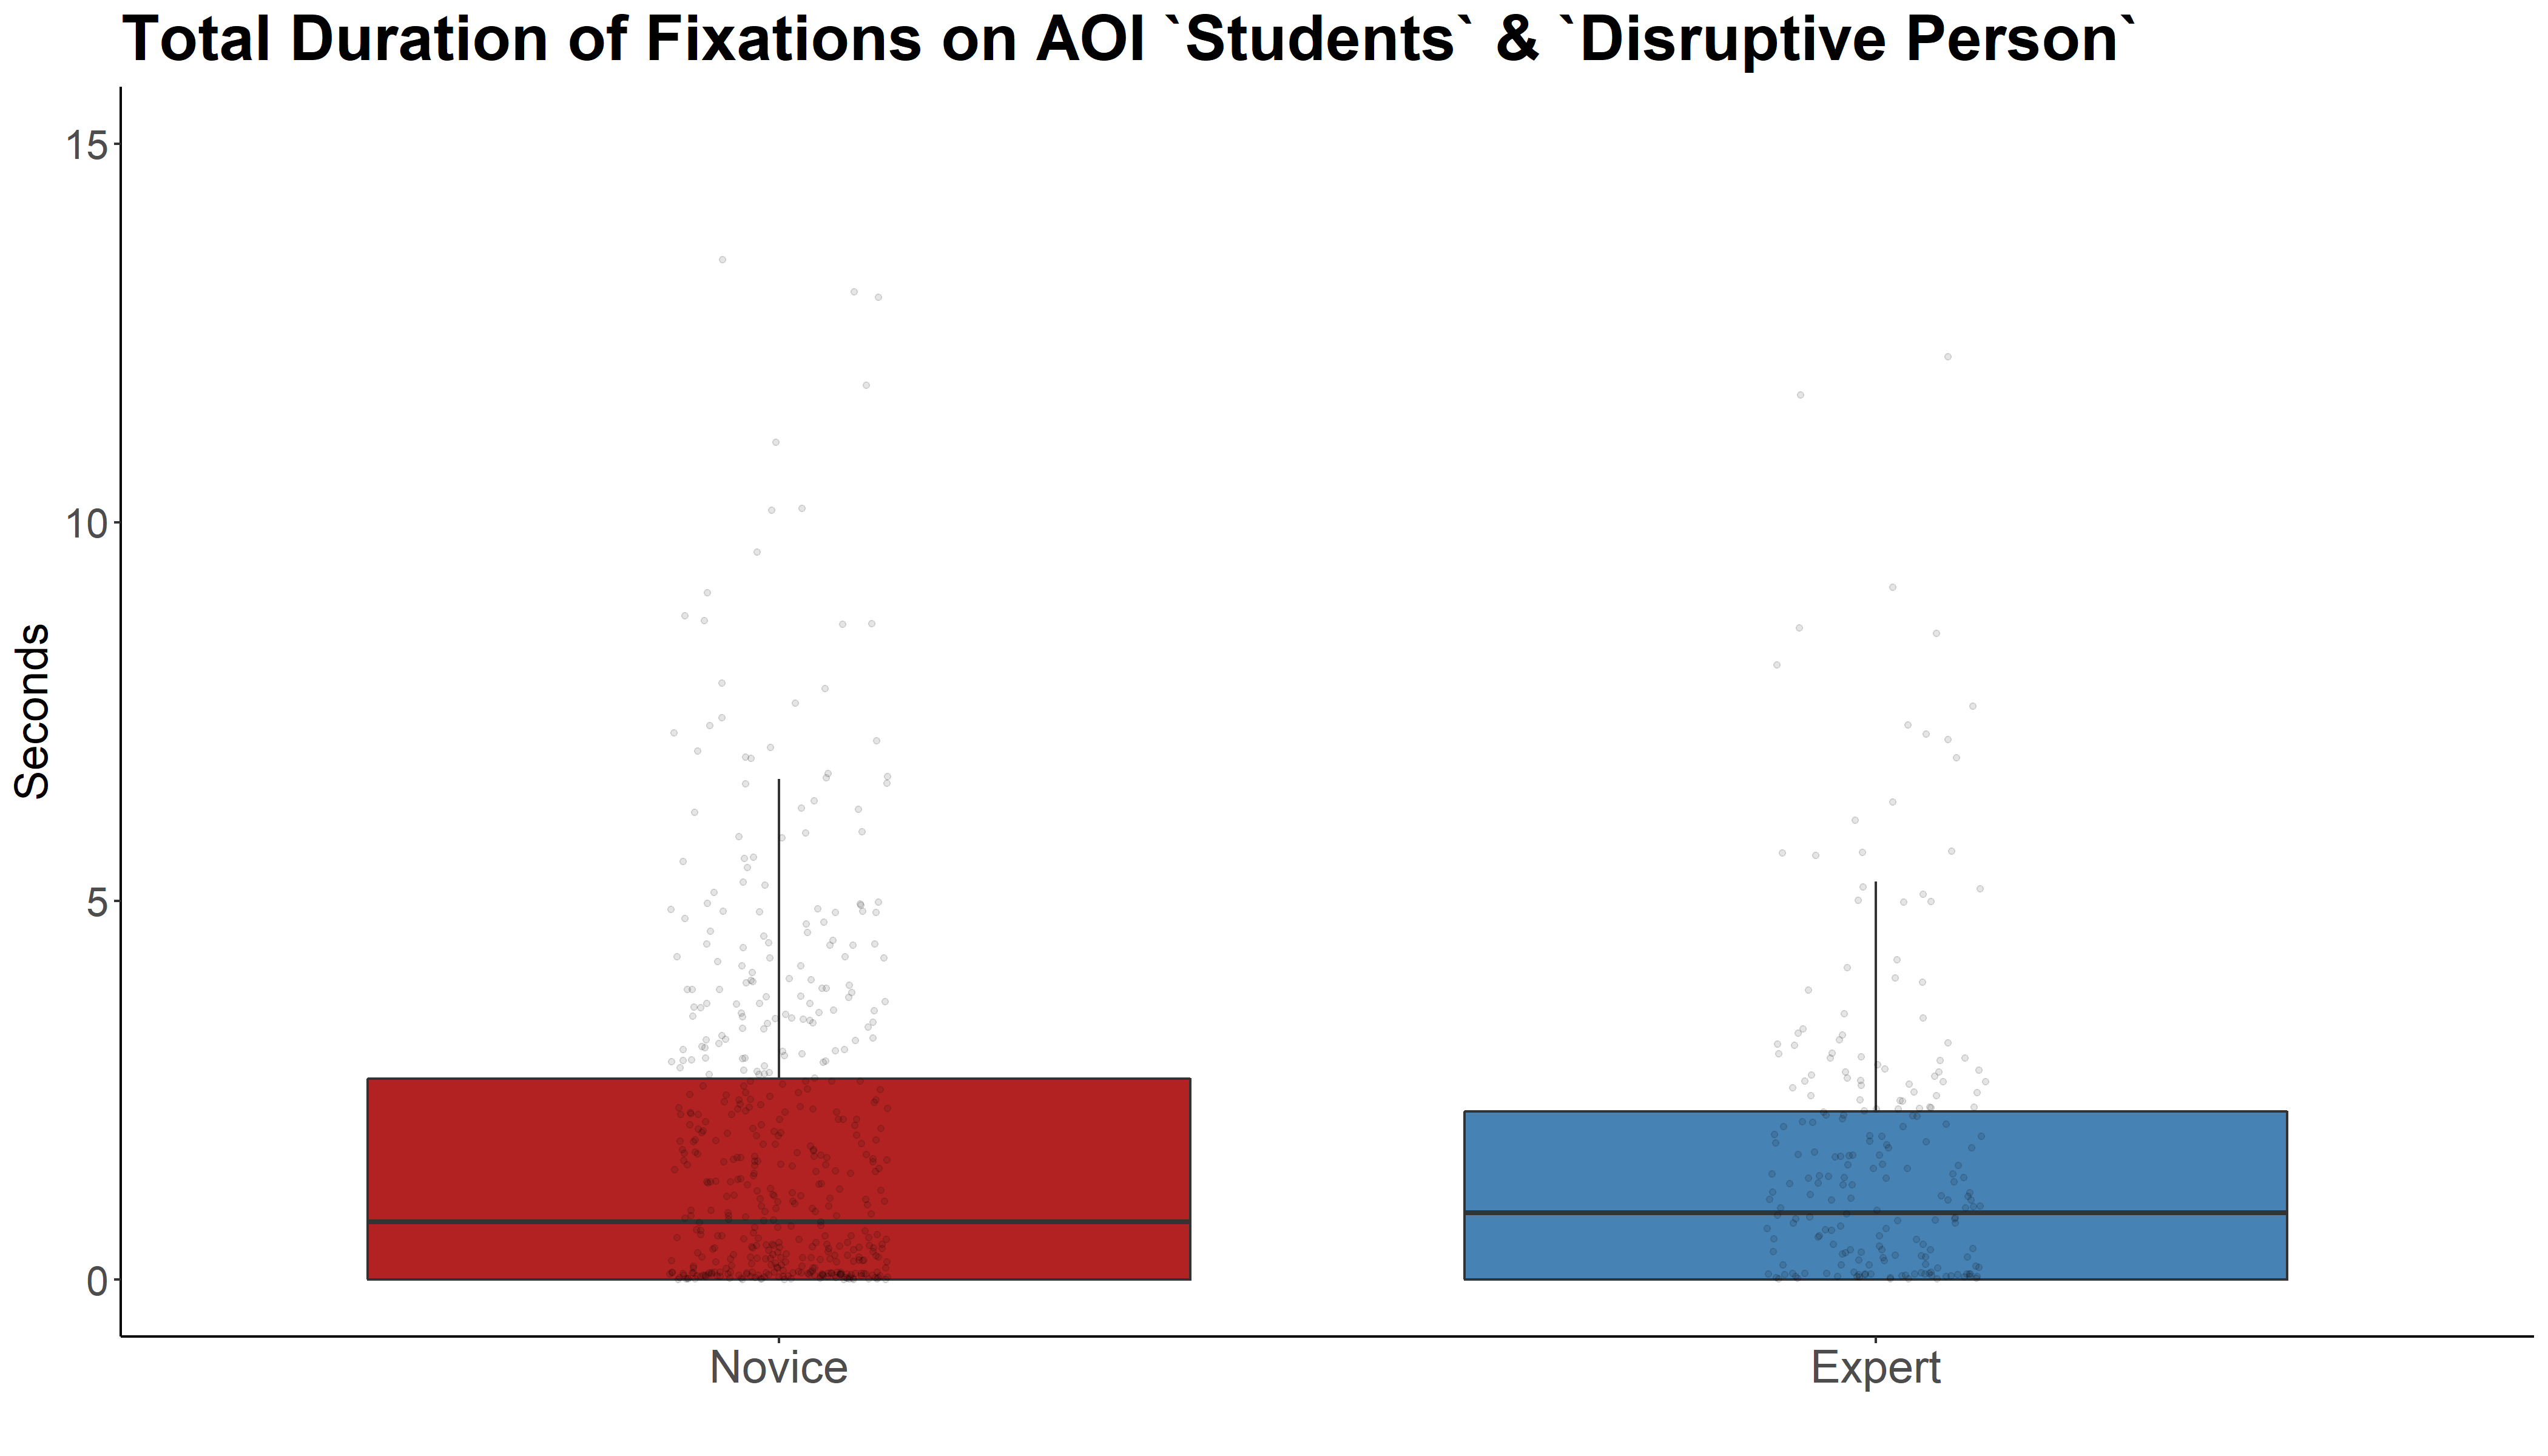 Total Duration of Fixations on AOI `Students` & `Disruptive Person`
15
10
5
0
Seconds
Novice
Expert